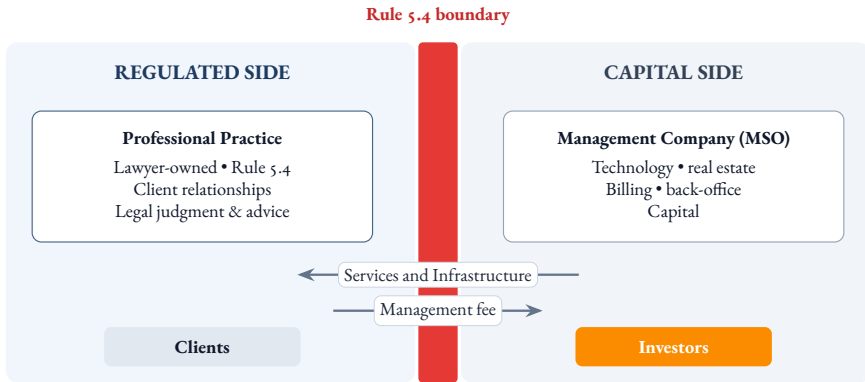 Rule 5.4 boundary
REGULATED SIDE
Professional Practice
Lawyer-owned • Rule 5.4
Client relationships
Legal judgment & advice
CAPITAL SIDE
Management Company (MSO)
Technology • real estate
Billing • back-office
Capital
Services and Infrastructure
Management fee
Clients
Investors